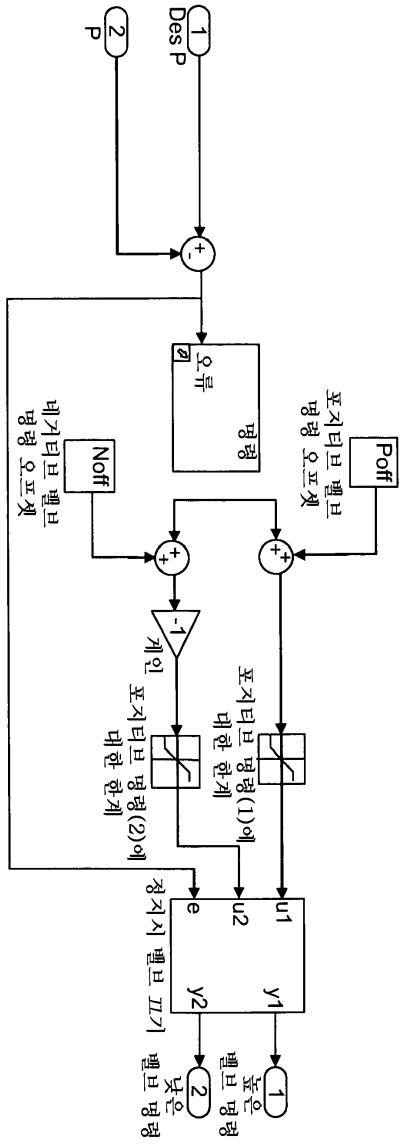 1
Des P
2
P
+
-
오류
명령
Poff
포지티브 밸브
명령 오프셋
Noff
네거티브 밸브
명령 오프셋
+
+
+
+
-1
게인
포지티브 명령(1)에
대한 한계
포지티브 명령(2)에
대한 한계
u1
u2
e
y1
y2
정지시 밸브 끄기
1
높은
밸브 명령
2
낮은
밸브 명령